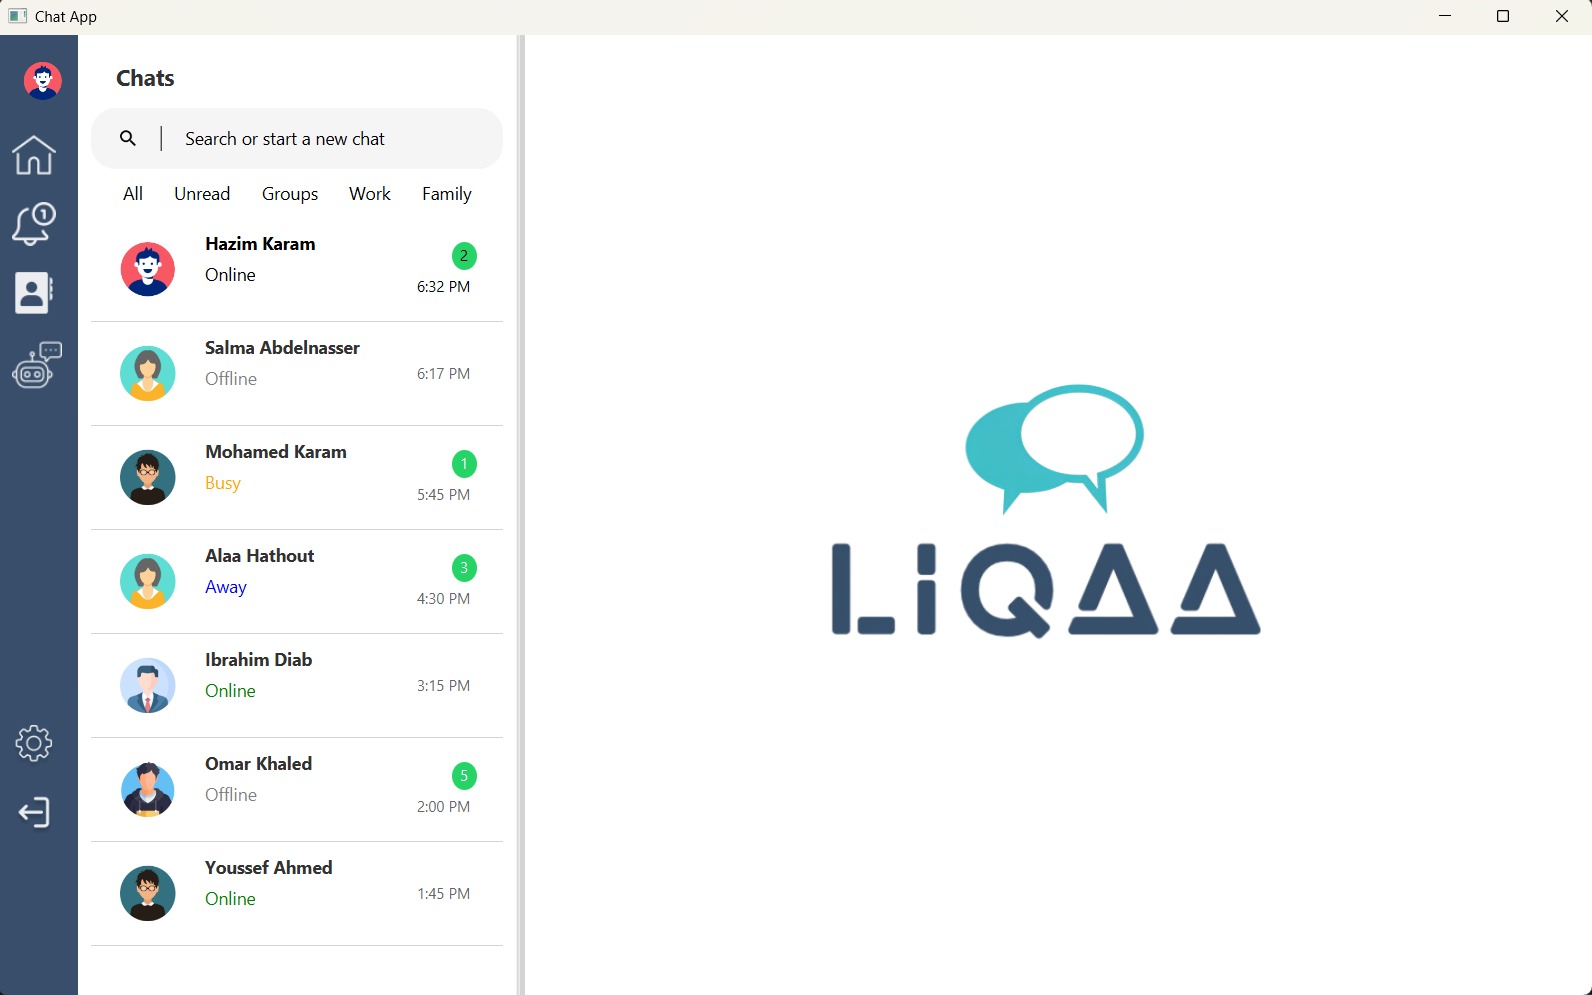 Chat App
Chats
Search or start a new chat
All Unread Groups Work Family
Hazim Karam
2
Online
6:32 PM
Salma Abdelnasser
6:17 PM
Offline
Mohamed Karam
1
Busy
5:45 PM
Alaa Hathout
3
Away
4:30 PM
Ibrahim Diab
3:15 PM
Online
Omar Khaled
5
Offline
2:00 PM
Youssef Ahmed
1:45 PM
Online
1
LiQAA